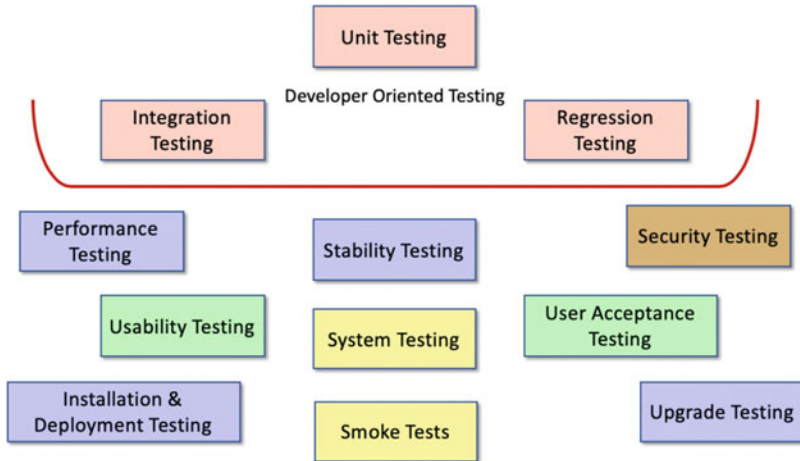 Unit Testing
Developer Oriented Testing
Integration
Testing
Regression
Testing
Performance
Testing
Stability Testing
Security Testing
Usability Testing
System Testing
User Acceptance
Testing
Installation &
Deployment Testing
Smoke Tests
Upgrade Testing